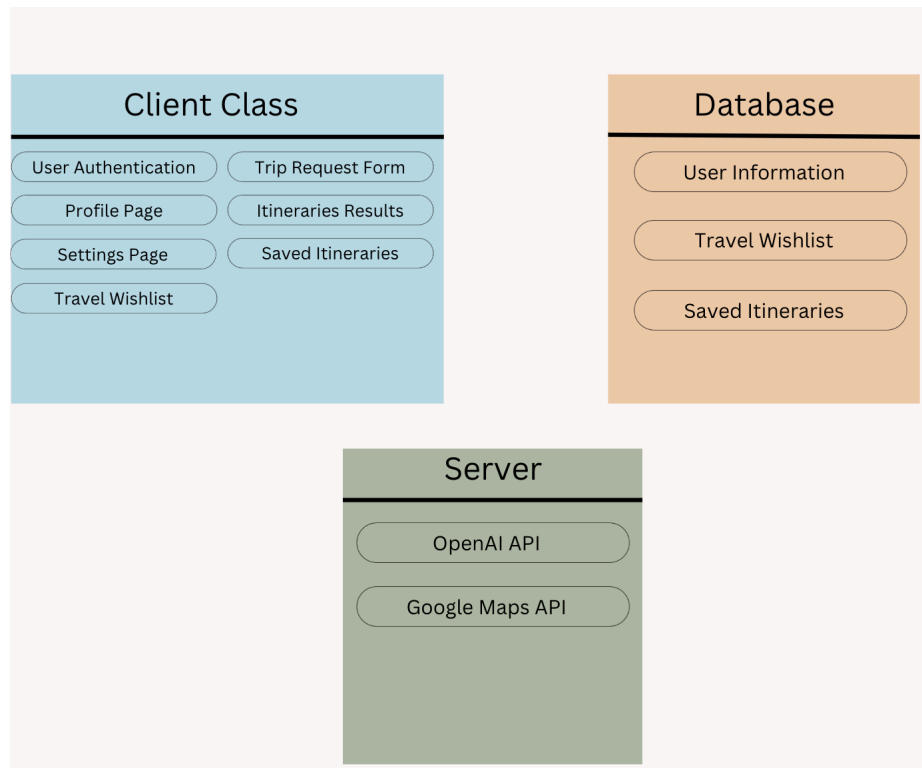 Client Class
User Authentication
Trip Request Form
Profile Page
Itineraries Results
Settings Page
Saved Itineraries
Travel Wishlist
Database
User Information
Travel Wishlist
Saved Itineraries
Server
OpenAI API
Google Maps API